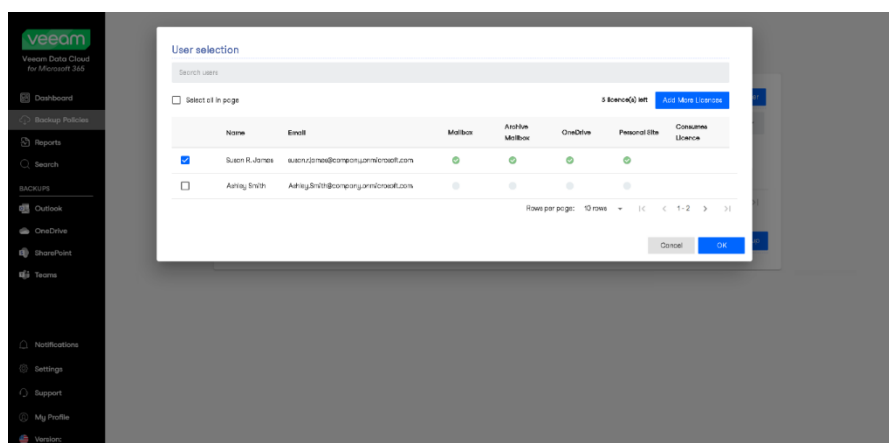 veeam
Veeam Data Cloud
for Microsoft 365
Dashboard
Backup Policies
Reports
Search
BACKUPS
Outlook
OneDrive
SharePoint
Teams
Notifications
Settings
Support
My Profile
Version:
User selection
Search users
Select all in page
5 licence(s) left
Add More Licences
Name Email Mailbox Archive Mailbox OneDrive Personal Site Consumes Licence
Susan R. James susan.r.james@company.onmicrosoft.com
Ashley Smith Ashley.Smith@company.onmicrosoft.com
Rows per page: 10 rows 1-2
Cancel OK